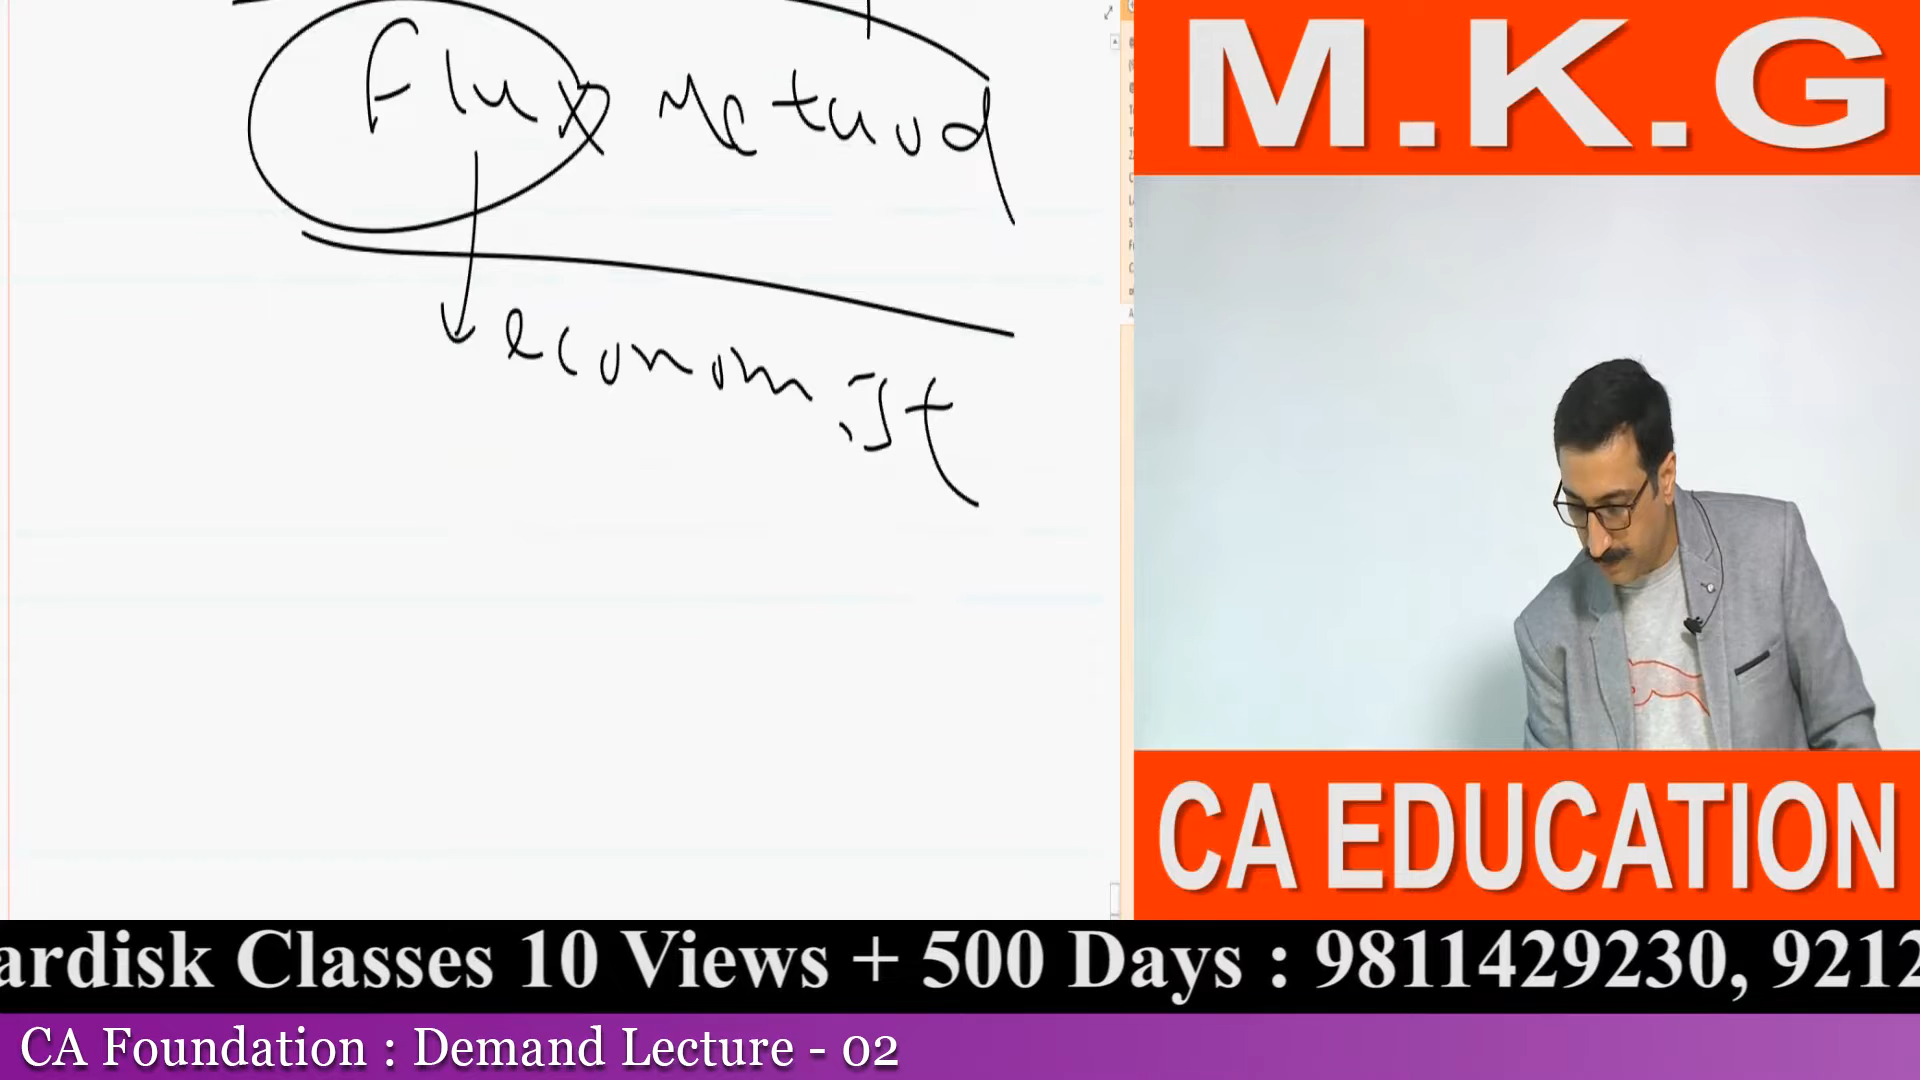 Flux Method
economist
M.K.G
CA EDUCATION
ardisk Classes 10 Views + 500 Days : 9811429230, 9212
CA Foundation : Demand Lecture - 02